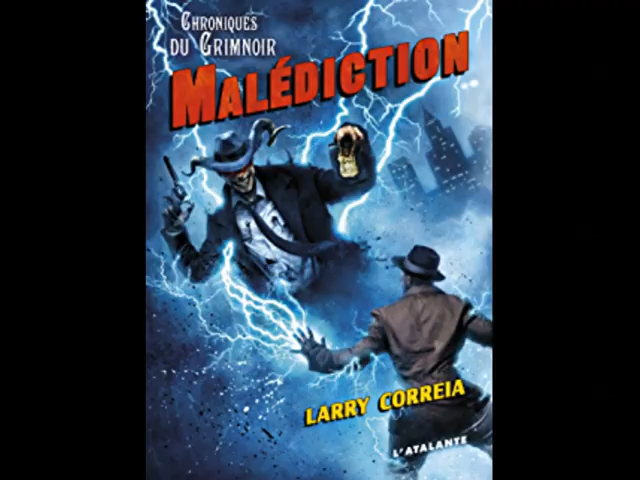 CHRONIQUES
DU GRIMNOIR
MALÉDICTION
LARRY CORREIA
L'ATALANTE